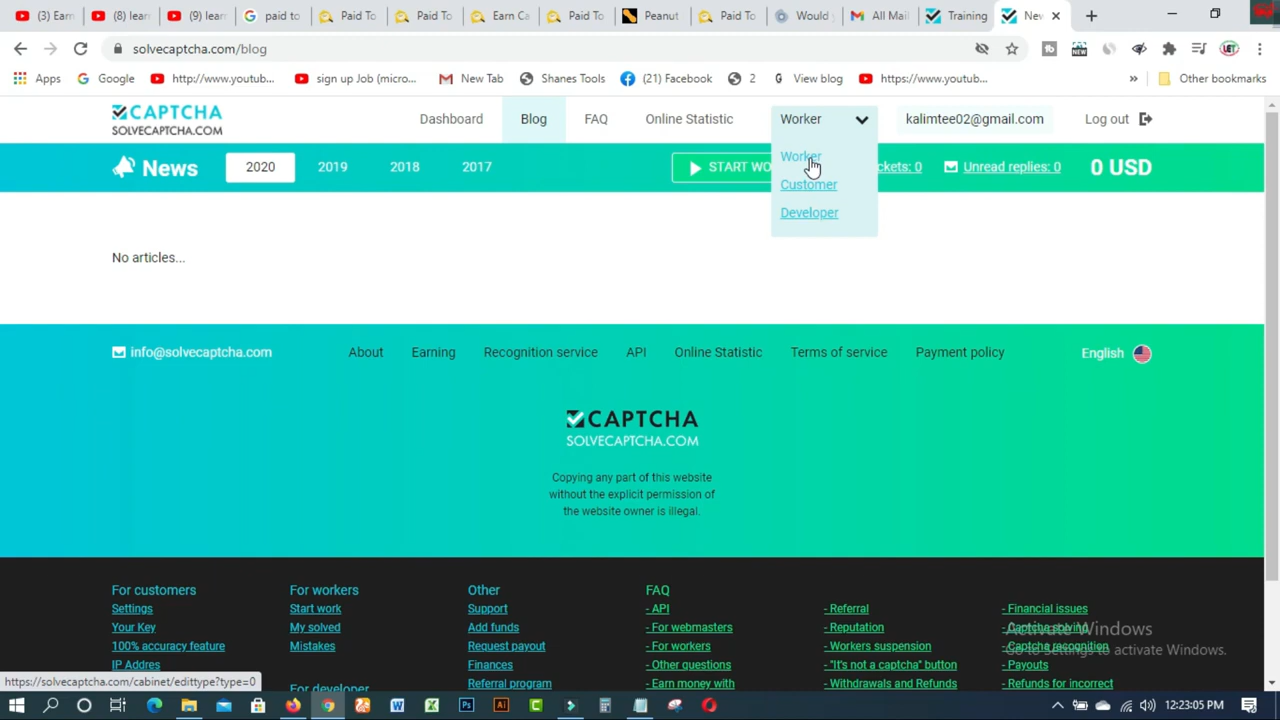 (3) Earn
(8) learn
(9) learn
paid to
Paid To
Paid To
Earn Ca
Paid To
Peanut
Paid To
Would y
All Mail
Training
New
solvecaptcha.com/blog
Apps
Google
http://www.youtub...
sign up Job (micro...
New Tab
Shanes Tools
(21) Facebook
2
View blog
https://www.youtub...
»
Other bookmarks
CAPTCHA
SOLVECAPTCHA.COM
Dashboard
Blog
FAQ
Online Statistic
Worker
kalimtee02@gmail.com
Log out
News
2020
2019
2018
2017
START WO
Worker
Customer
Developer
ckets: 0
Unread replies: 0
0 USD
No articles...
info@solvecaptcha.com
About
Earning
Recognition service
API
Online Statistic
Terms of service
Payment policy
English
CAPTCHA
SOLVECAPTCHA.COM
Copying any part of this website
without the explicit permission of
the website owner is illegal.
For customers
Settings
Your Key
100% accuracy feature
IP Addres
For workers
Start work
My solved
Mistakes
For developer
Other
Support
Add funds
Request payout
Finances
Referral program
FAQ
- API
- For webmasters
- For workers
- Other questions
- Earn money with
- Referral
- Reputation
- Workers suspension
- "It's not a captcha" button
- Withdrawals and Refunds
- Financial issues
- Captcha solving
- Captcha recognition
- Payouts
- Refunds for incorrect
Activate Windows
Go to Settings to activate Windows.
https://solvecaptcha.com/cabinet/edittype?type=0
12:23:05 PM